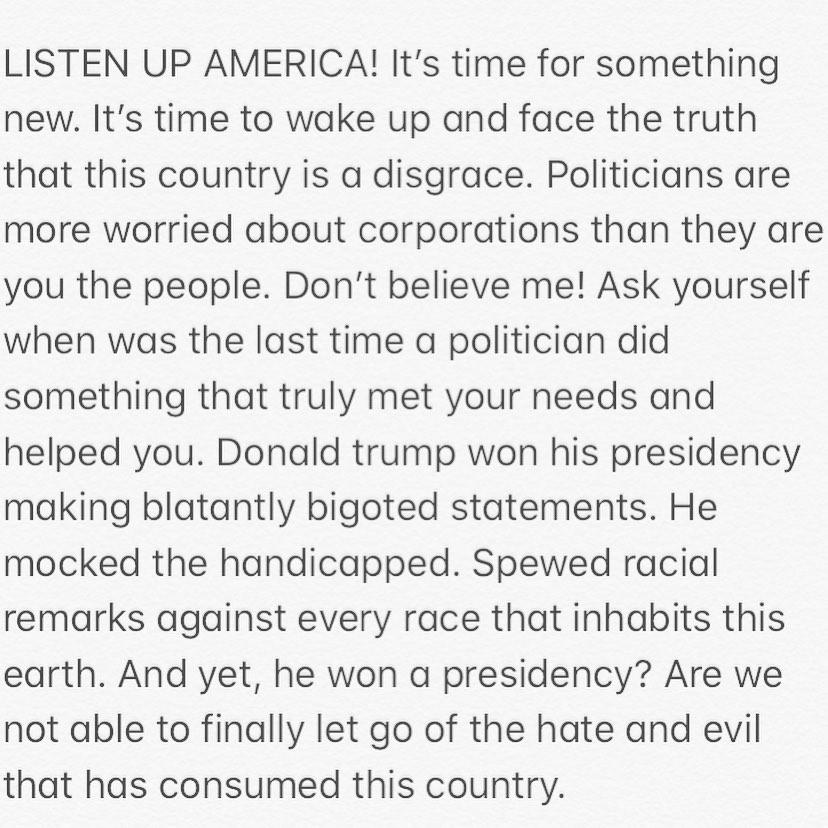 LISTEN UP AMERICA! It’s time for something
new. It’s time to wake up and face the truth
that this country is a disgrace. Politicians are
more worried about corporations than they are
you the people. Don’t believe me! Ask yourself
when was the last time a politician did
something that truly met your needs and
helped you. Donald trump won his presidency
making blatantly bigoted statements. He
mocked the handicapped. Spewed racial
remarks against every race that inhabits this
earth. And yet, he won a presidency? Are we
not able to finally let go of the hate and evil
that has consumed this country.